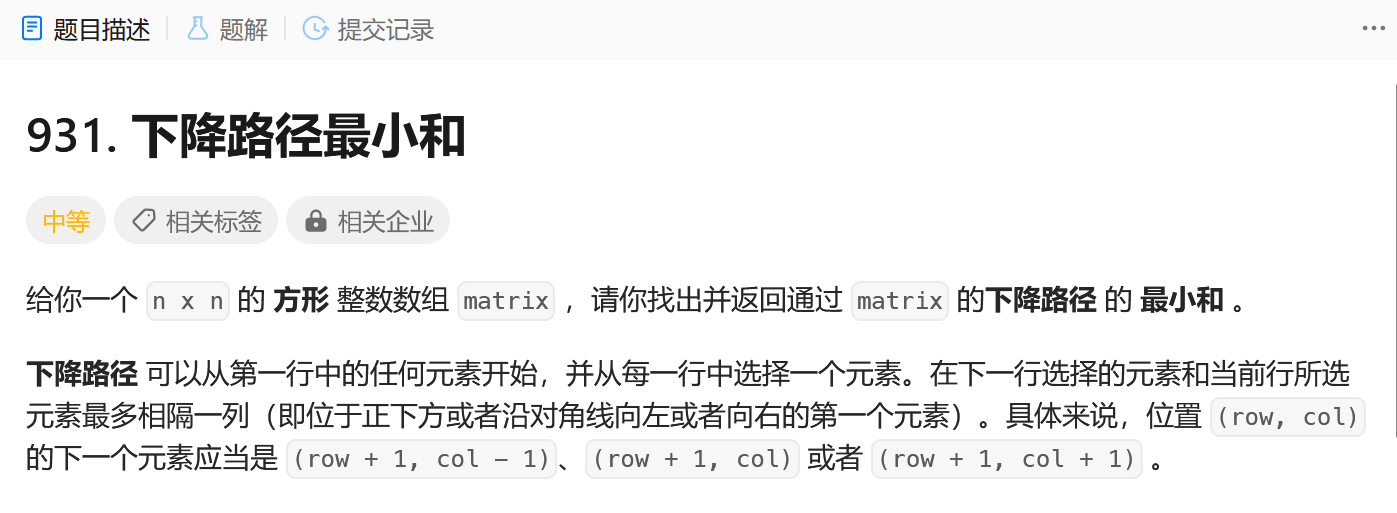 题目描述 题解 提交记录
931. 下降路径最小和
中等 相关标签 相关企业
给你一个 n x n 的 方形 整数数组 matrix ，请你找出并返回通过 matrix 的下降路径 的 最小和 。
下降路径 可以从第一行中的任何元素开始，并从每一行中选择一个元素。在下一行选择的元素和当前行所选
元素最多相隔一列（即位于正下方或者沿对角线向左或者向右的第一个元素）。具体来说，位置 (row, col)
的下一个元素应当是 (row + 1, col - 1)、(row + 1, col) 或者 (row + 1, col + 1) 。